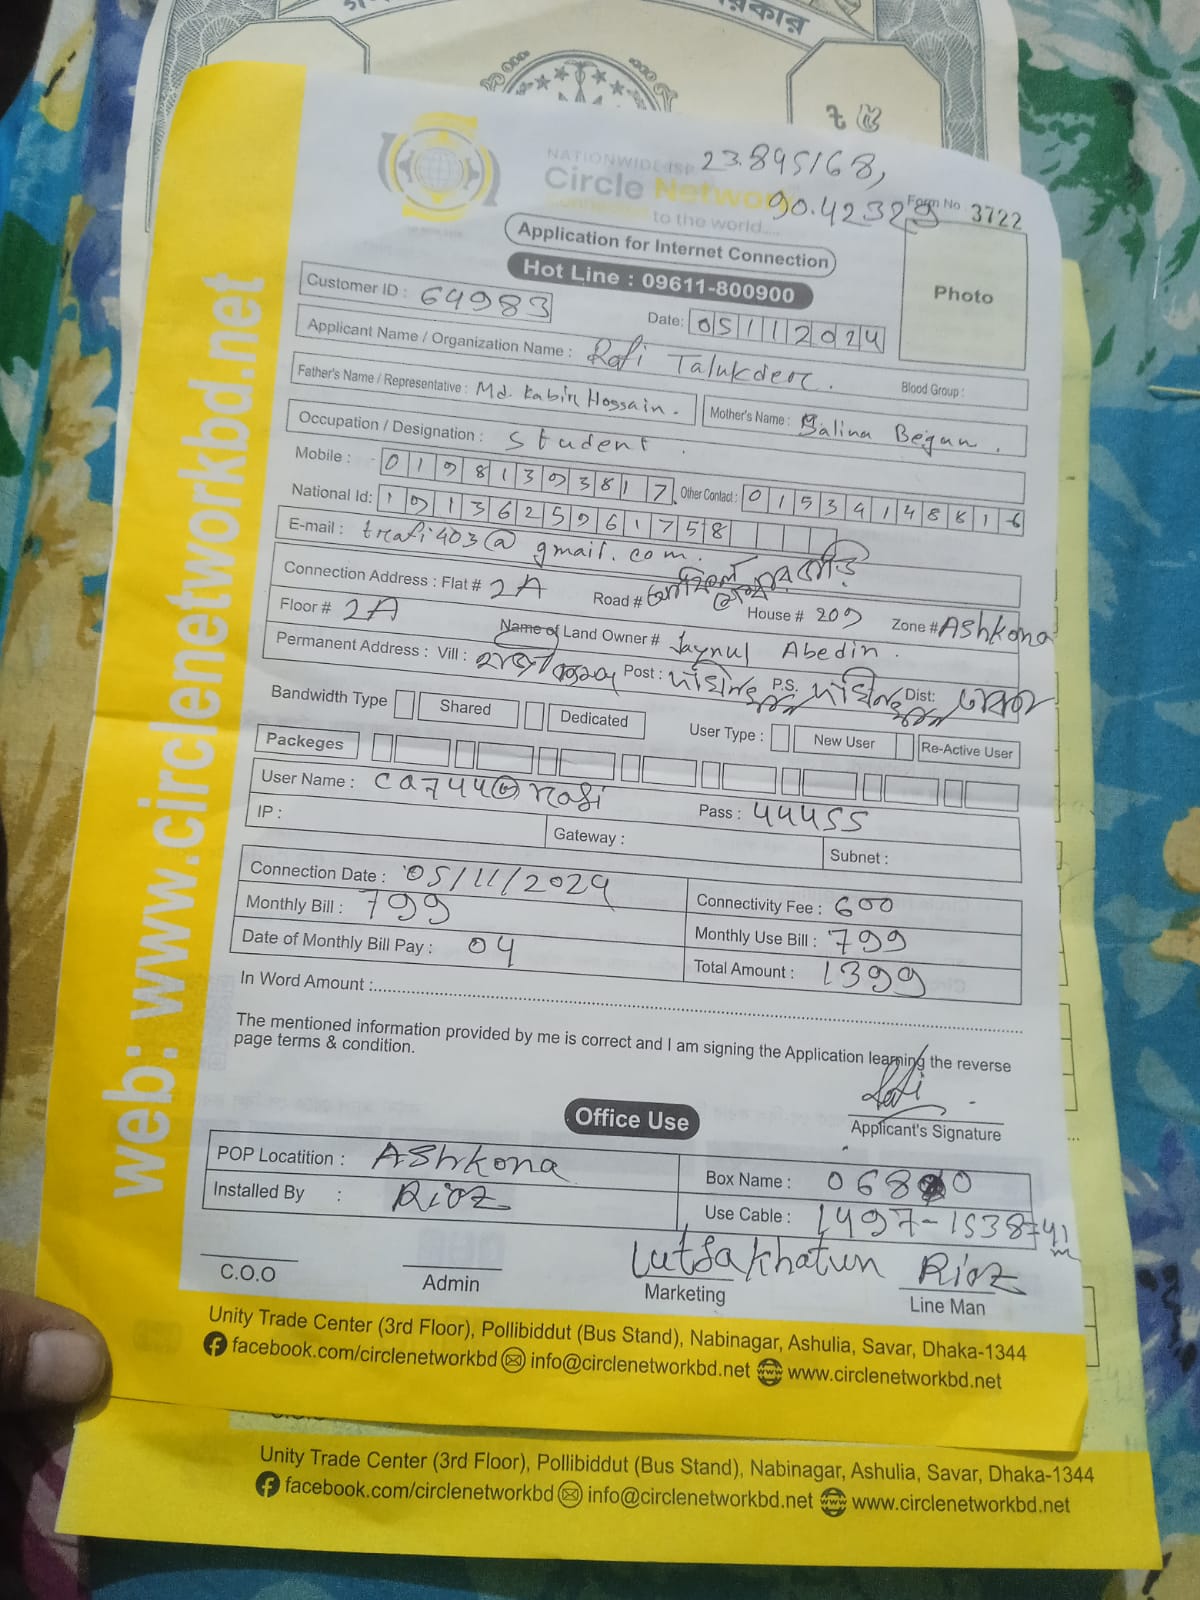 রকার
NATIONWIDE ISP
23.895168,
Circle Network
90.42329
to the world....
Form No 3722
Application for Internet Connection
Hot Line : 09611-800900
Photo
Customer ID : 64983
Date: 05112024
Applicant Name / Organization Name : Rafi Talukder.
Blood Group :
Father's Name / Representative : Md. Kabir Hossain.
Mother's Name : Salina Begun.
Occupation / Designation : Student.
Mobile : 01981393817
Other Contact : 01534148816
National Id: 1913625961758
E-mail : trafi403@gmail.com.
Connection Address : Flat # 2A Road # House # 209 Zone # Ashkona
Floor # 2A Name of Land Owner # Jaynul Abedin.
Permanent Address : Vill : Post : P.S. Dist:
Bandwidth Type Shared Dedicated User Type : New User Re-Active User
Packeges
User Name : ca744@rafi Pass : 44455
IP : Gateway : Subnet :
Connection Date : 05/11/2024 Connectivity Fee : 600
Monthly Bill : 799 Monthly Use Bill : 799
Date of Monthly Bill Pay : 04 Total Amount : 1399
In Word Amount :
The mentioned information provided by me is correct and I am signing the Application learning the reverse
page terms & condition.
Rafi
Applicant's Signature
Office Use
POP Locatition : Ashkona Box Name : 0680
Installed By : Rioz Use Cable : 1497-1538=41m
Lutfa Khatun Rioz
C.O.O Admin Marketing Line Man
Unity Trade Center (3rd Floor), Pollibiddut (Bus Stand), Nabinagar, Ashulia, Savar, Dhaka-1344
facebook.com/circlenetworkbd info@circlenetworkbd.net www.circlenetworkbd.net
web: www.circlenetworkbd.net
Unity Trade Center (3rd Floor), Pollibiddut (Bus Stand), Nabinagar, Ashulia, Savar, Dhaka-1344
facebook.com/circlenetworkbd info@circlenetworkbd.net www.circlenetworkbd.net